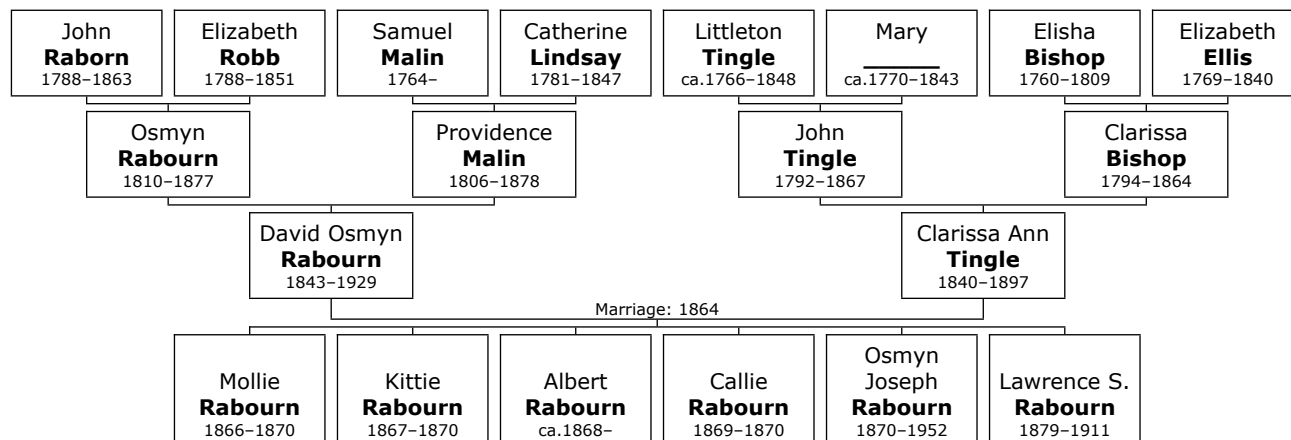 John
Raborn
1788–1863
Elizabeth
Robb
1788–1851
Samuel
Malin
1764–
Catherine
Lindsay
1781–1847
Littleton
Tingle
ca.1766–1848
Mary
______
ca.1770–1843
Elisha
Bishop
1760–1809
Elizabeth
Ellis
1769–1840
Osmyn
Rabourn
1810–1877
Providence
Malin
1806–1878
John
Tingle
1792–1867
Clarissa
Bishop
1794–1864
David Osmyn
Rabourn
1843–1929
Clarissa Ann
Tingle
1840–1897
Marriage: 1864
Mollie
Rabourn
1866–1870
Kittie
Rabourn
1867–1870
Albert
Rabourn
ca.1868–
Callie
Rabourn
1869–1870
Osmyn
Joseph
Rabourn
1870–1952
Lawrence S.
Rabourn
1879–1911